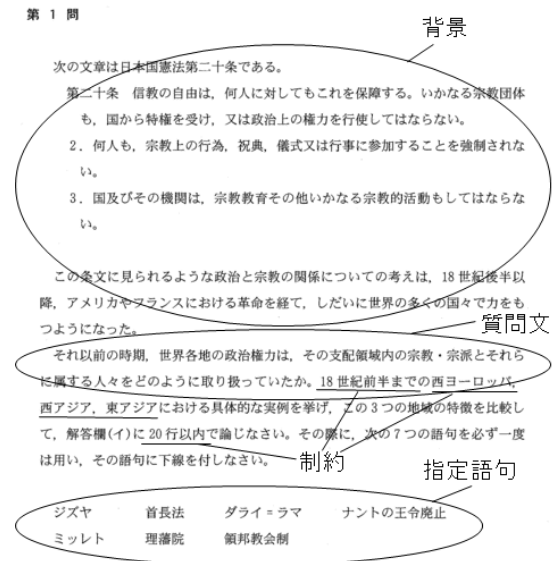 第 1 問
背景
次の文章は日本国憲法第二十条である。
第二十条 信教の自由は，何人に対してもこれを保障する。いかなる宗教団体
も，国から特権を受け，又は政治上の権力を行使してはならない。
2．何人も，宗教上の行為，祝典，儀式又は行事に参加することを強制されな
い。
3．国及びその機関は，宗教教育その他いかなる宗教的活動もしてはならな
い。
この条文に見られるような政治と宗教の関係についての考えは，18 世紀後半以
降，アメリカやフランスにおける革命を経て，しだいに世界の多くの国々で力をも
つようになった。
質問文
それ以前の時期，世界各地の政治権力は，その支配領域内の宗教・宗派とそれら
に属する人々をどのように取り扱っていたか。18 世紀前半までの西ヨーロッパ，
西アジア，東アジアにおける具体的な実例を挙げ，この 3 つの地域の特徴を比較し
て，解答欄(イ)に 20 行以内で論じなさい。その際に，次の 7 つの語句を必ず一度
は用い，その語句に下線を付しなさい。
制約
指定語句
ジズヤ 首長法 ダライ＝ラマ ナントの王令廃止
ミッレト 理藩院 領邦教会制